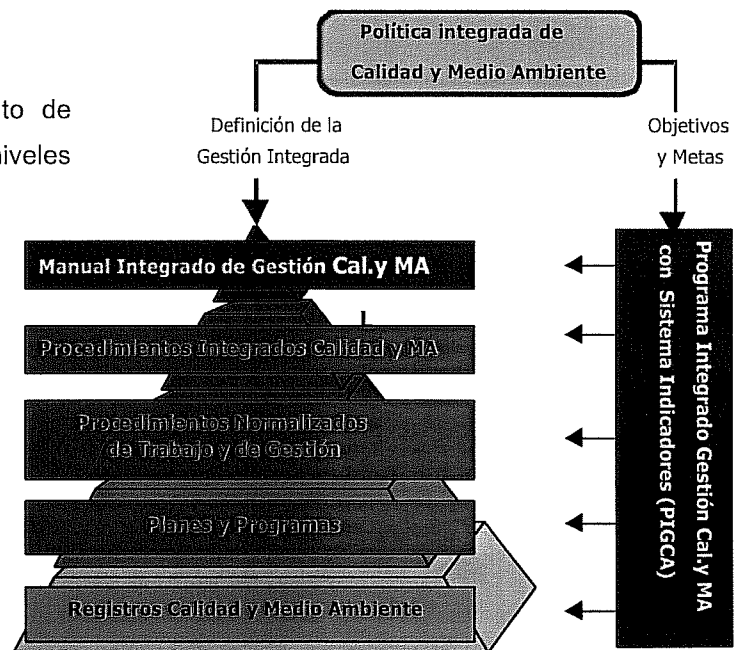 Política integrada de
Calidad y Medio Ambiente
to de
niveles
Definición de la
Gestión Integrada
Objetivos
y Metas
Manual Integrado de Gestión Cal.y MA
Procedimientos Integrados Calidad y MA
Procedimientos Normalizados
de Trabajo y de Gestión
Planes y Programas
Registros Calidad y Medio Ambiente
Programa Integrado Gestión Cal.y MA
con Sistema Indicadores (PIGCA)